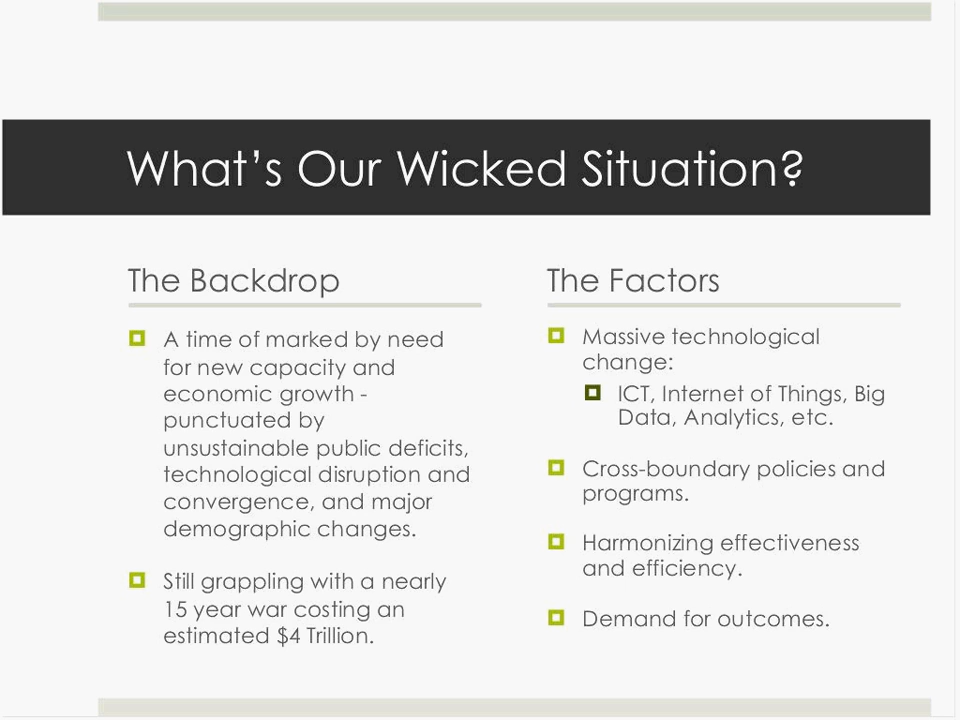 What's Our Wicked Situation?
The Backdrop
A time of marked by need
for new capacity and
economic growth -
punctuated by
unsustainable public deficits,
technological disruption and
convergence, and major
demographic changes.
Still grappling with a nearly
15 year war costing an
estimated $4 Trillion.
The Factors
Massive technological
change:
ICT, Internet of Things, Big
Data, Analytics, etc.
Cross-boundary policies and
programs.
Harmonizing effectiveness
and efficiency.
Demand for outcomes.